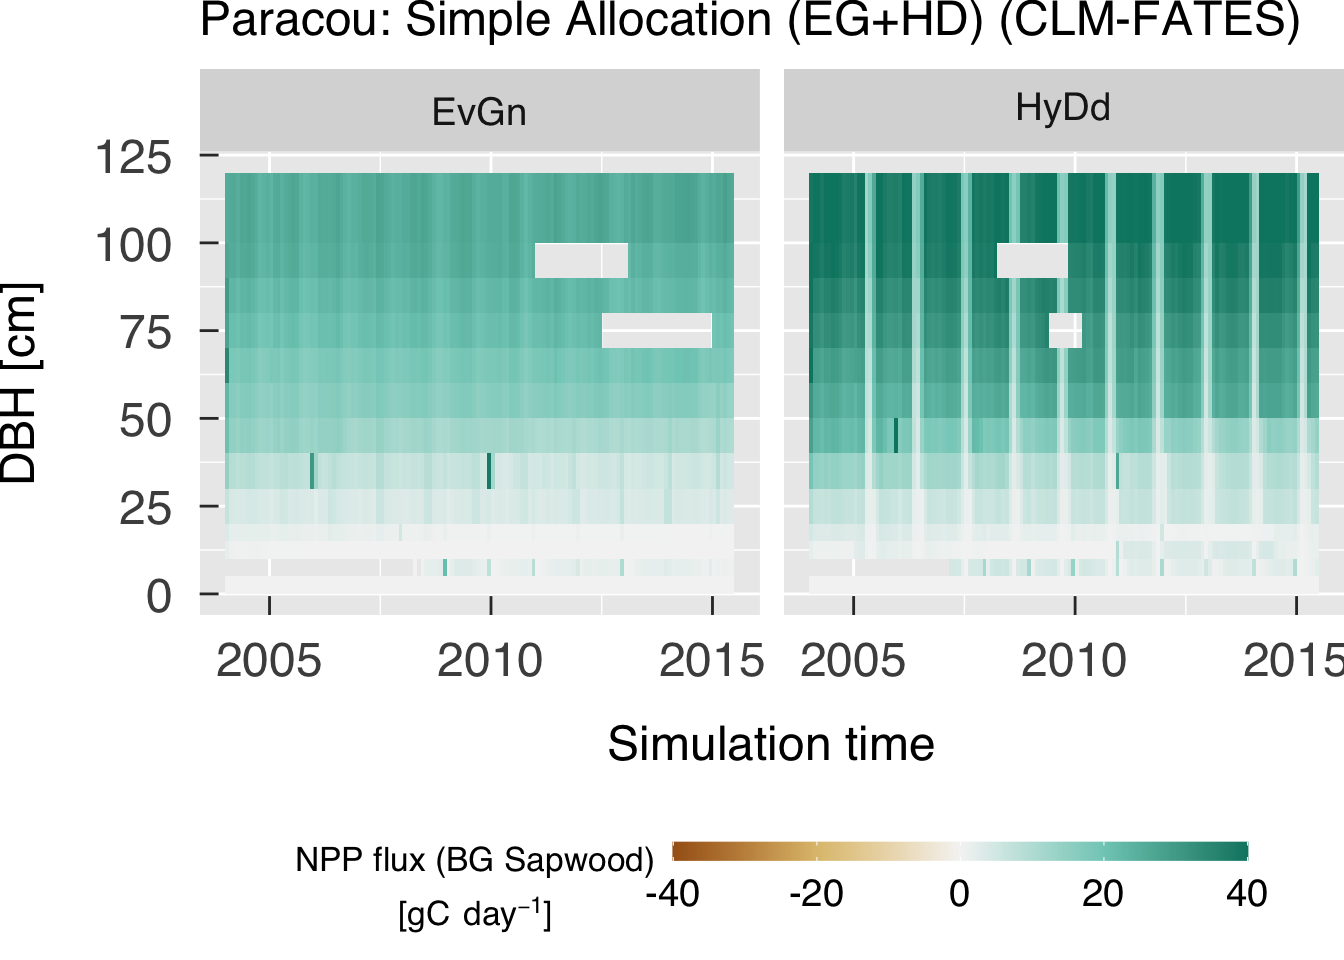 Paracou: Simple Allocation (EG+HD) (CLM-FATES)
EvGn
HyDd
DBH [cm]
125
100
75
50
25
0
2005
2010
2015
2005
2010
2015
Simulation time
NPP flux (BG Sapwood)
[gC day⁻¹]
-40
-20
0
20
40